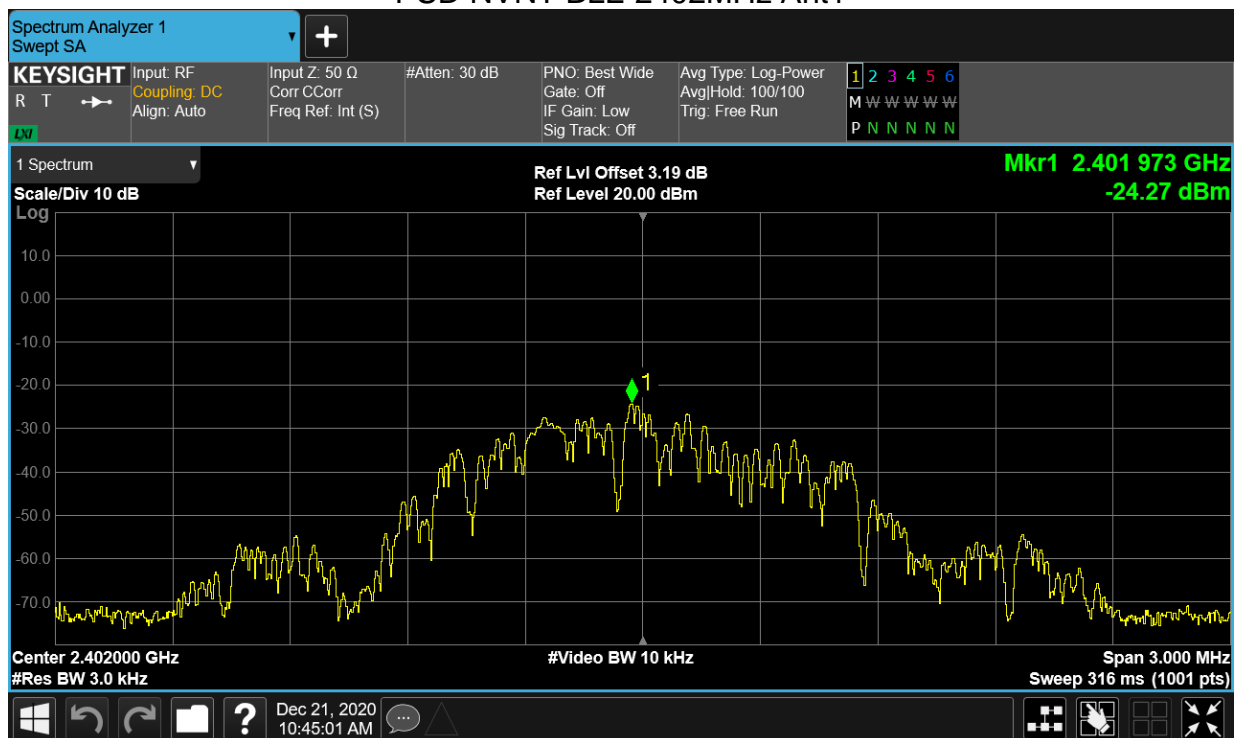 Spectrum Analyzer 1
Swept SA
KEYSIGHT
R T
LXI
Input: RF
Coupling: DC
Align: Auto
Input Z: 50 Ω
Corr CCorr
Freq Ref: Int (S)
#Atten: 30 dB
PNO: Best Wide
Gate: Off
IF Gain: Low
Sig Track: Off
Avg Type: Log-Power
Avg|Hold: 100/100
Trig: Free Run
1 2 3 4 5 6
M W W W W W
P N N N N N
1 Spectrum
Scale/Div 10 dB
Log
Ref Lvl Offset 3.19 dB
Ref Level 20.00 dBm
Mkr1 2.401 973 GHz
-24.27 dBm
10.0
0.00
-10.0
-20.0
-30.0
-40.0
-50.0
-60.0
-70.0
1
Center 2.402000 GHz
#Res BW 3.0 kHz
#Video BW 10 kHz
Span 3.000 MHz
Sweep 316 ms (1001 pts)
?
Dec 21, 2020
10:45:01 AM